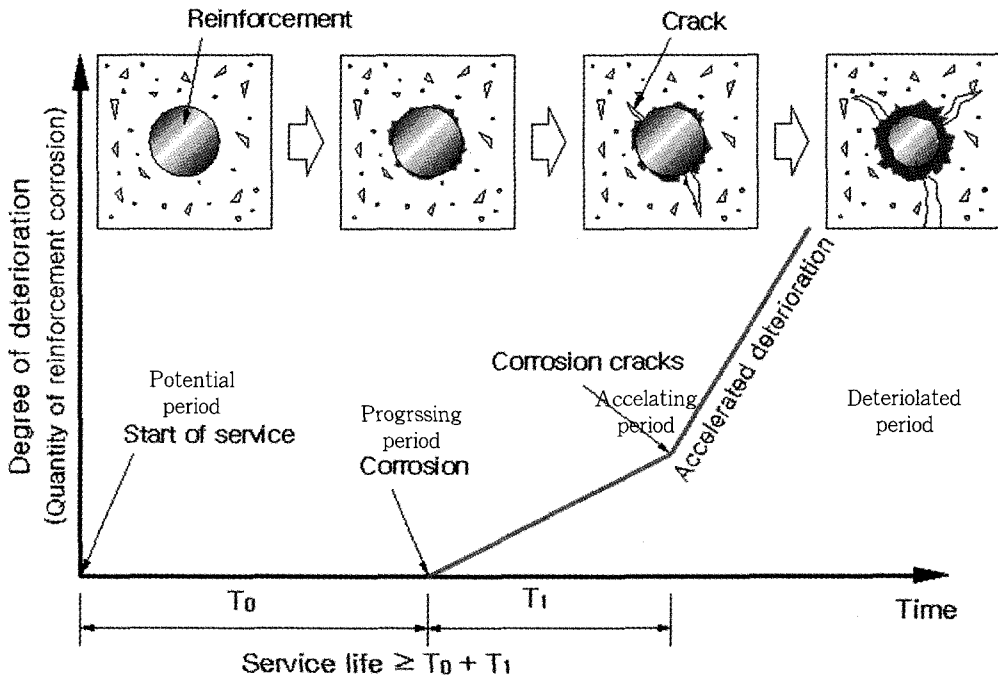 Reinforcement
Crack
Degree of deterioration
(Quantity of reinforcement corrosion)
Potential
period
Start of service
Progrssing
period
Corrosion
Corrosion cracks
Accelating
period
Accelerated deterioration
Deteriolated
period
T0
T1
Time
Service life ≥ T0 + T1